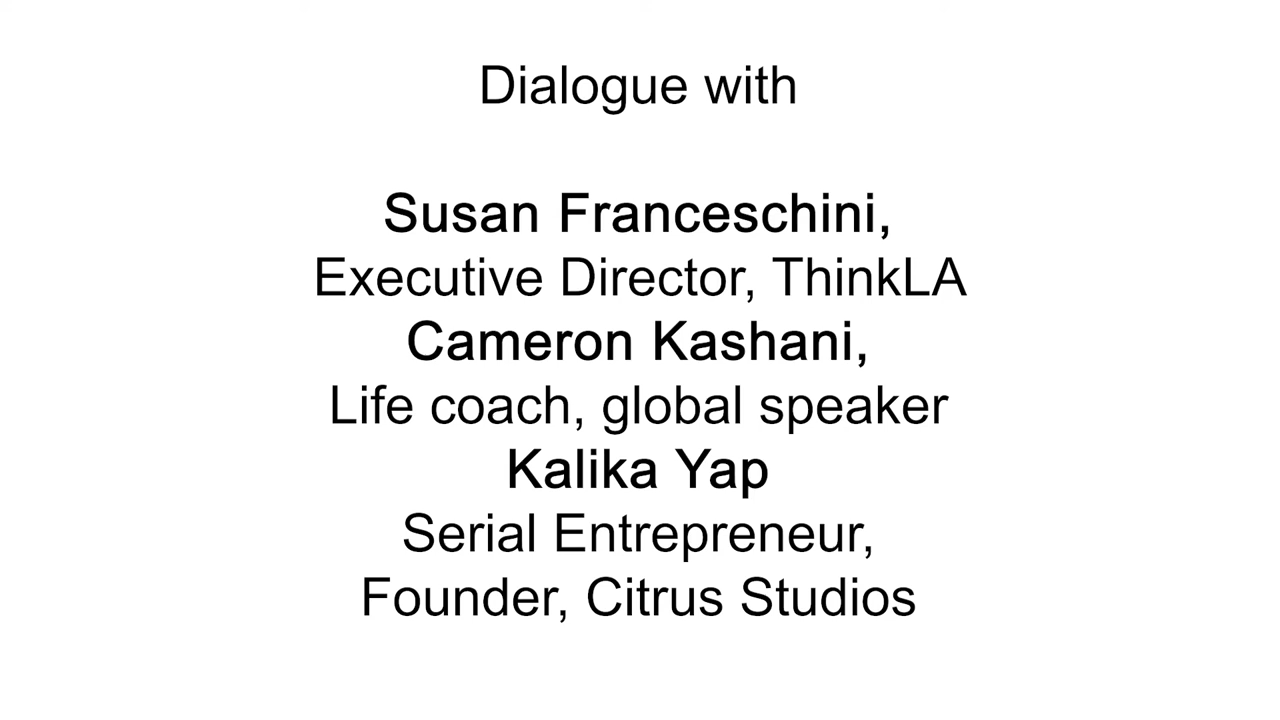 Dialogue with
Susan Franceschini,
Executive Director, ThinkLA
Cameron Kashani,
Life coach, global speaker
Kalika Yap
Serial Entrepreneur,
Founder, Citrus Studios